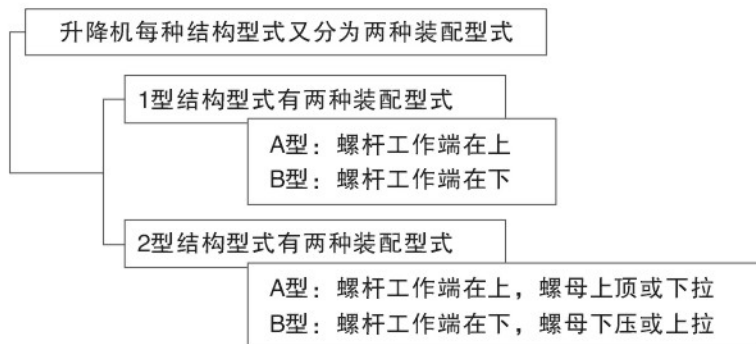 升降机每种结构型式又分为两种装配型式
1型结构型式有两种装配型式
A型：螺杆工作端在上
B型：螺杆工作端在下
2型结构型式有两种装配型式
A型：螺杆工作端在上，螺母上顶或下拉
B型：螺杆工作端在下，螺母下压或上拉